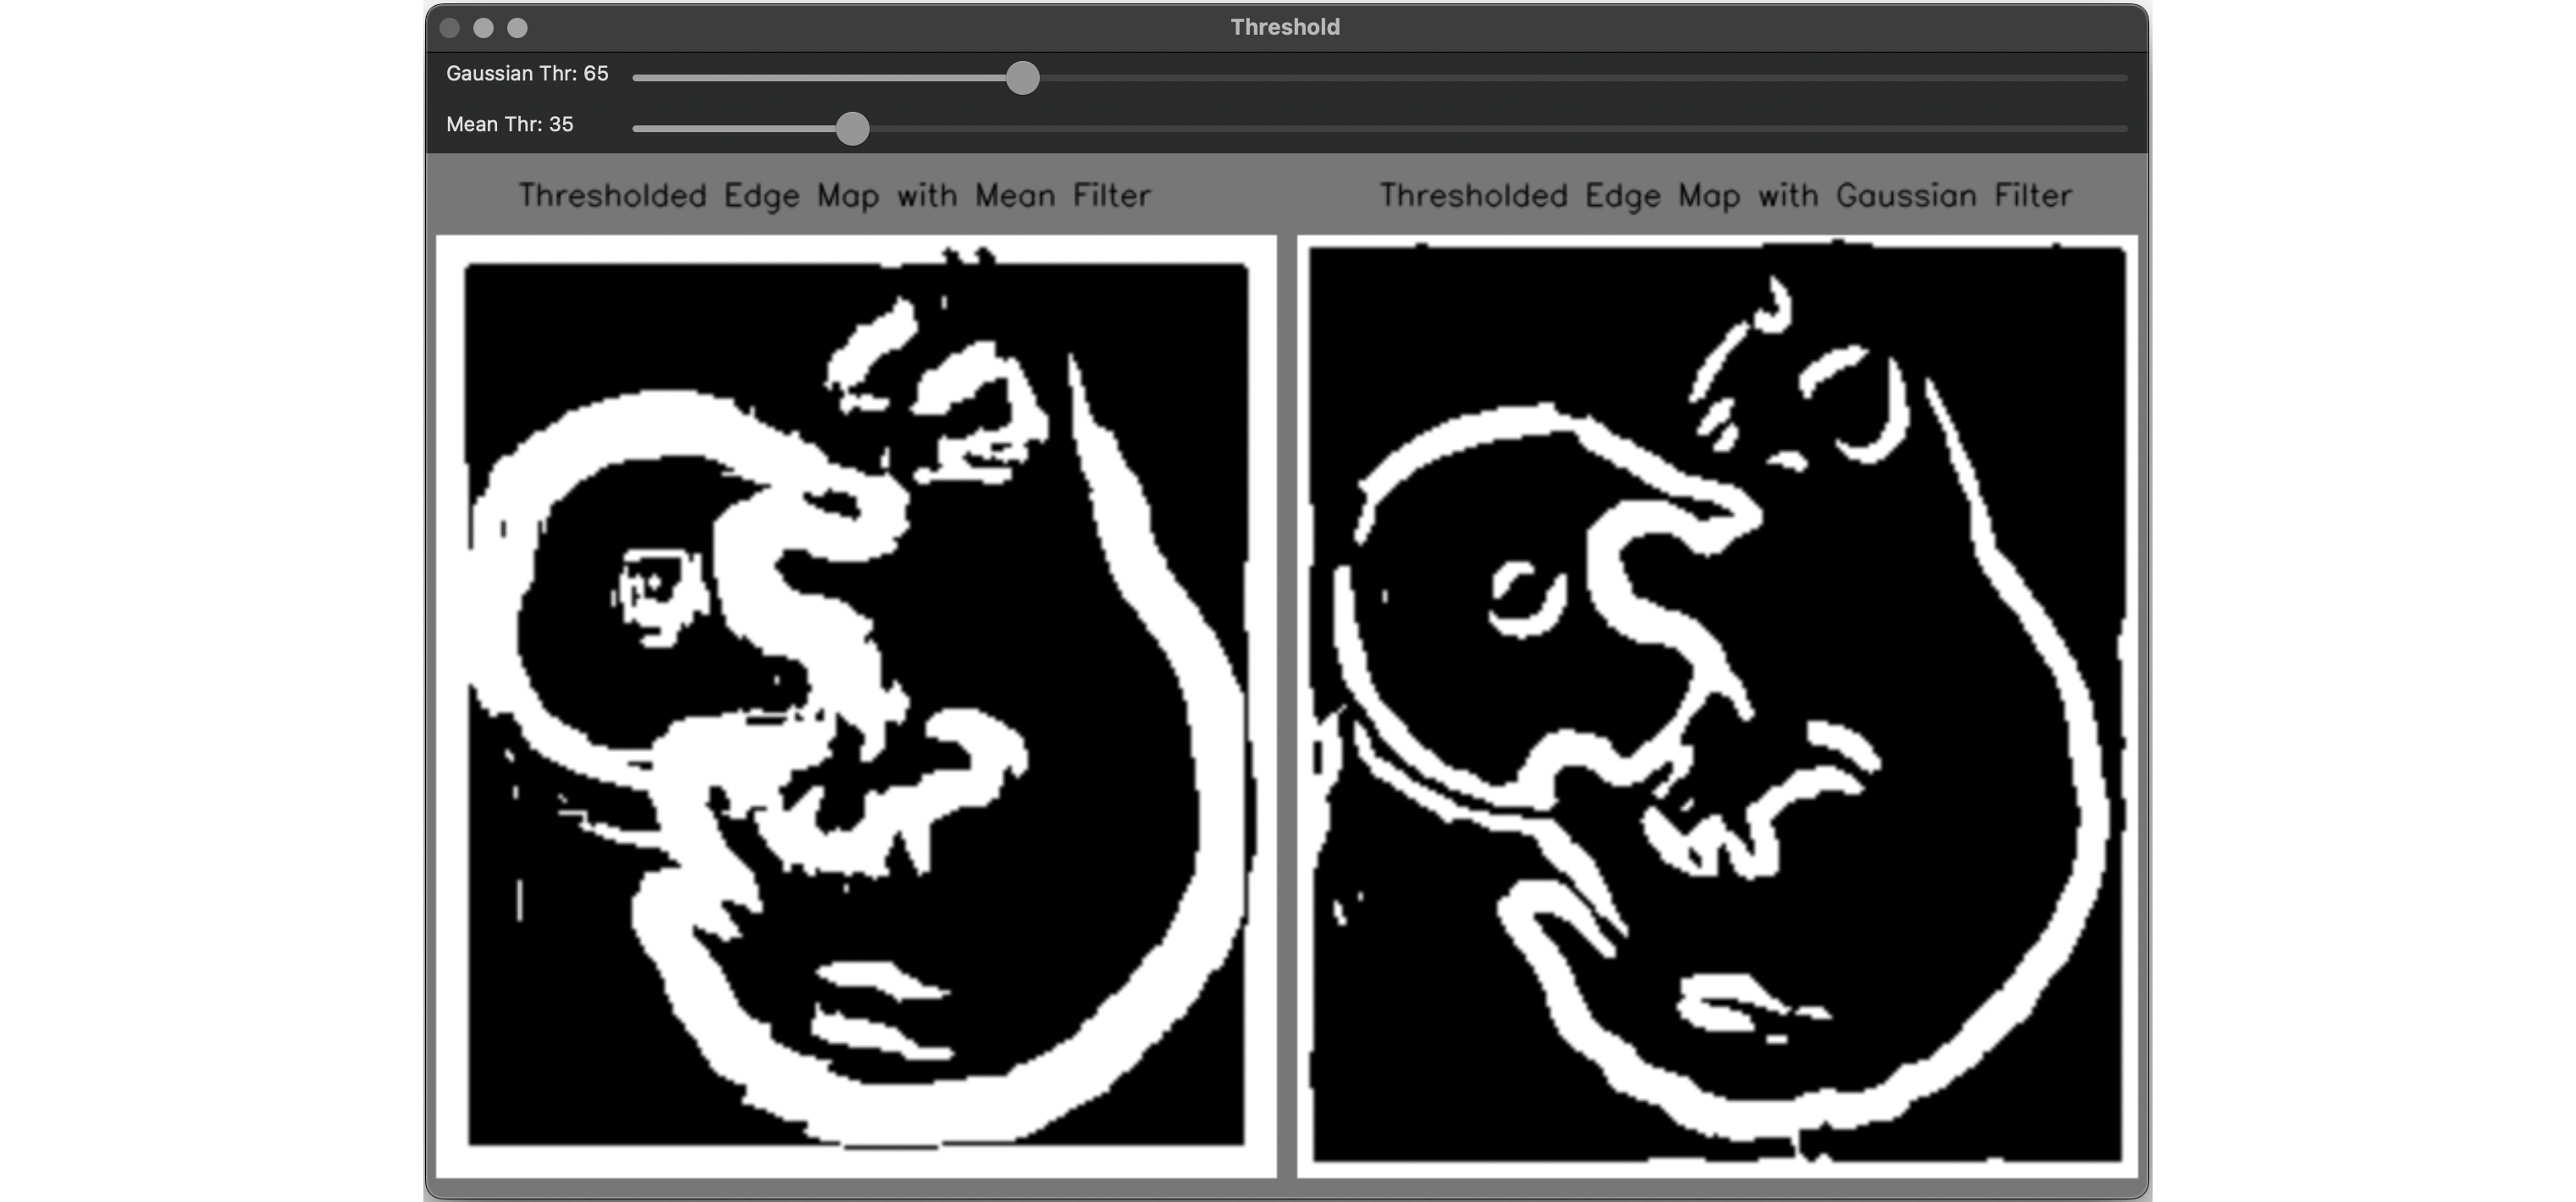 Threshold
Gaussian Thr: 65
Mean Thr: 35
Thresholded Edge Map with Mean Filter
Thresholded Edge Map with Gaussian Filter